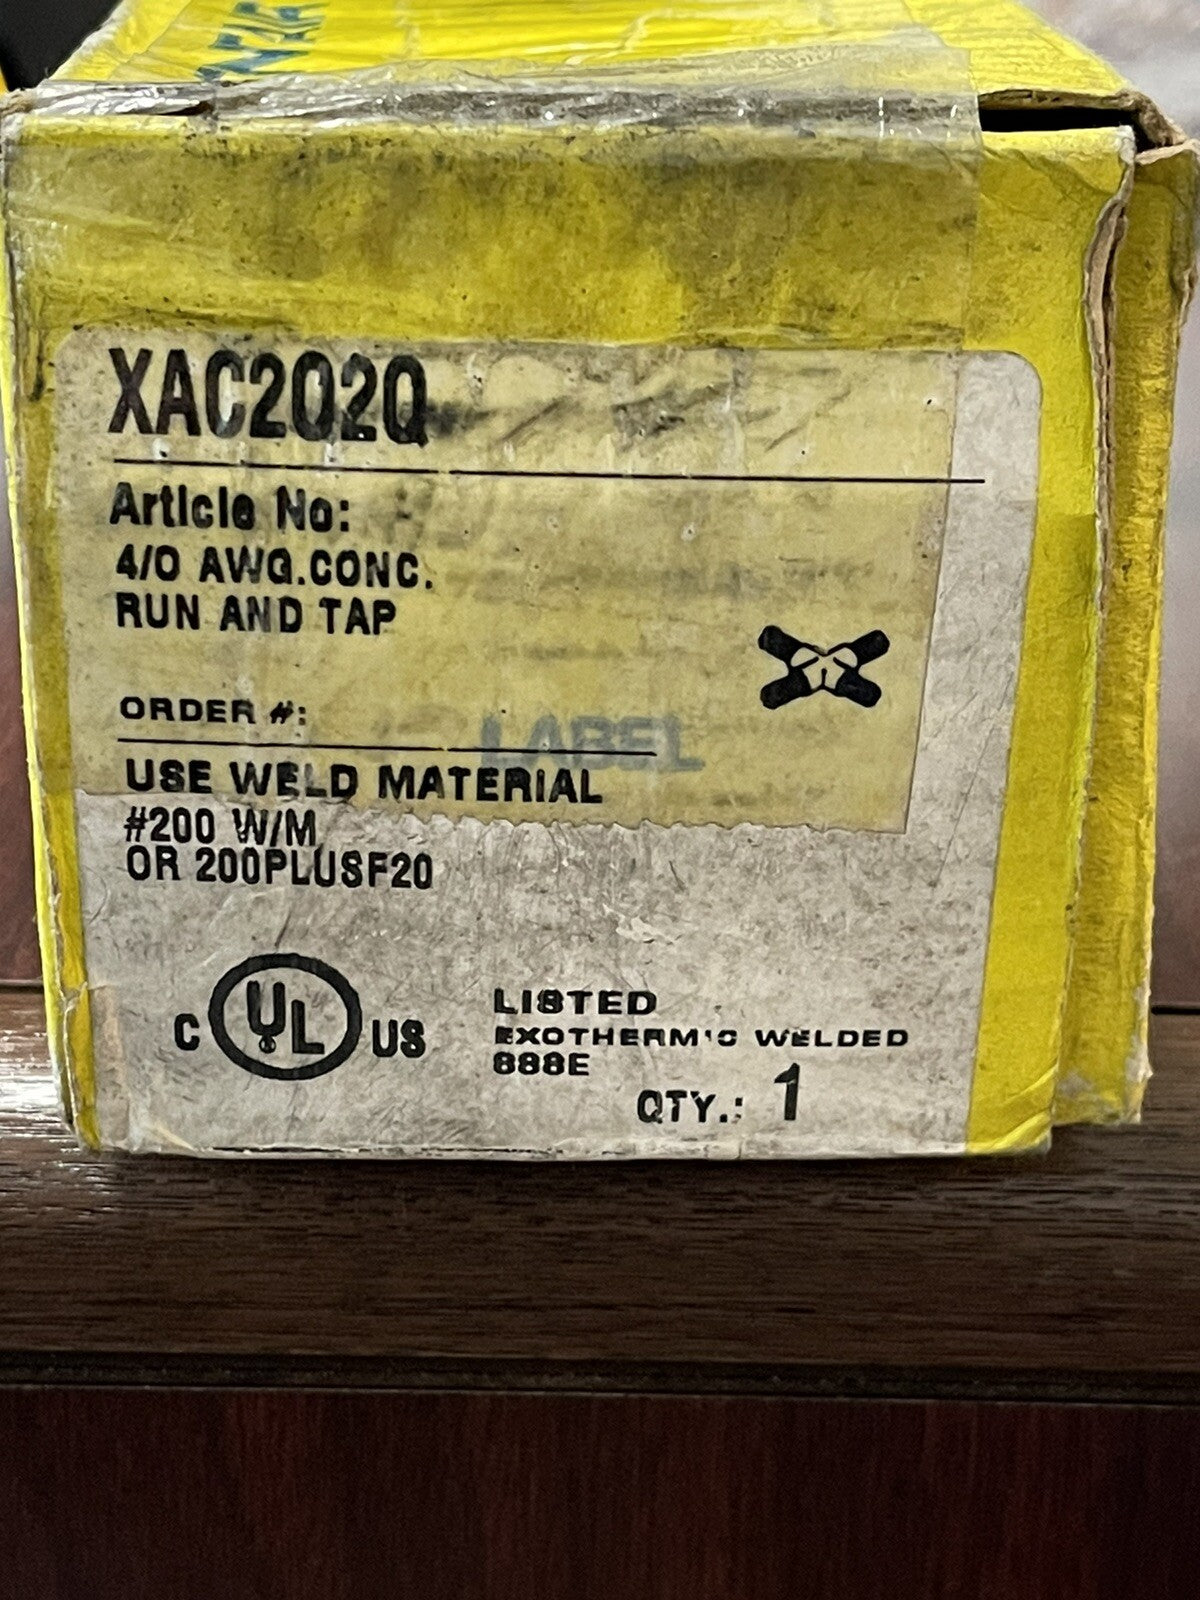 XAC2Q2Q
Article No:
4/0 AWG.CONC.
RUN AND TAP
ORDER #:
LABEL
USE WELD MATERIAL
#200 W/M
OR 200PLUSF20
C UL US
LISTED
EXOTHERMIC WELDED
888E
QTY.: 1